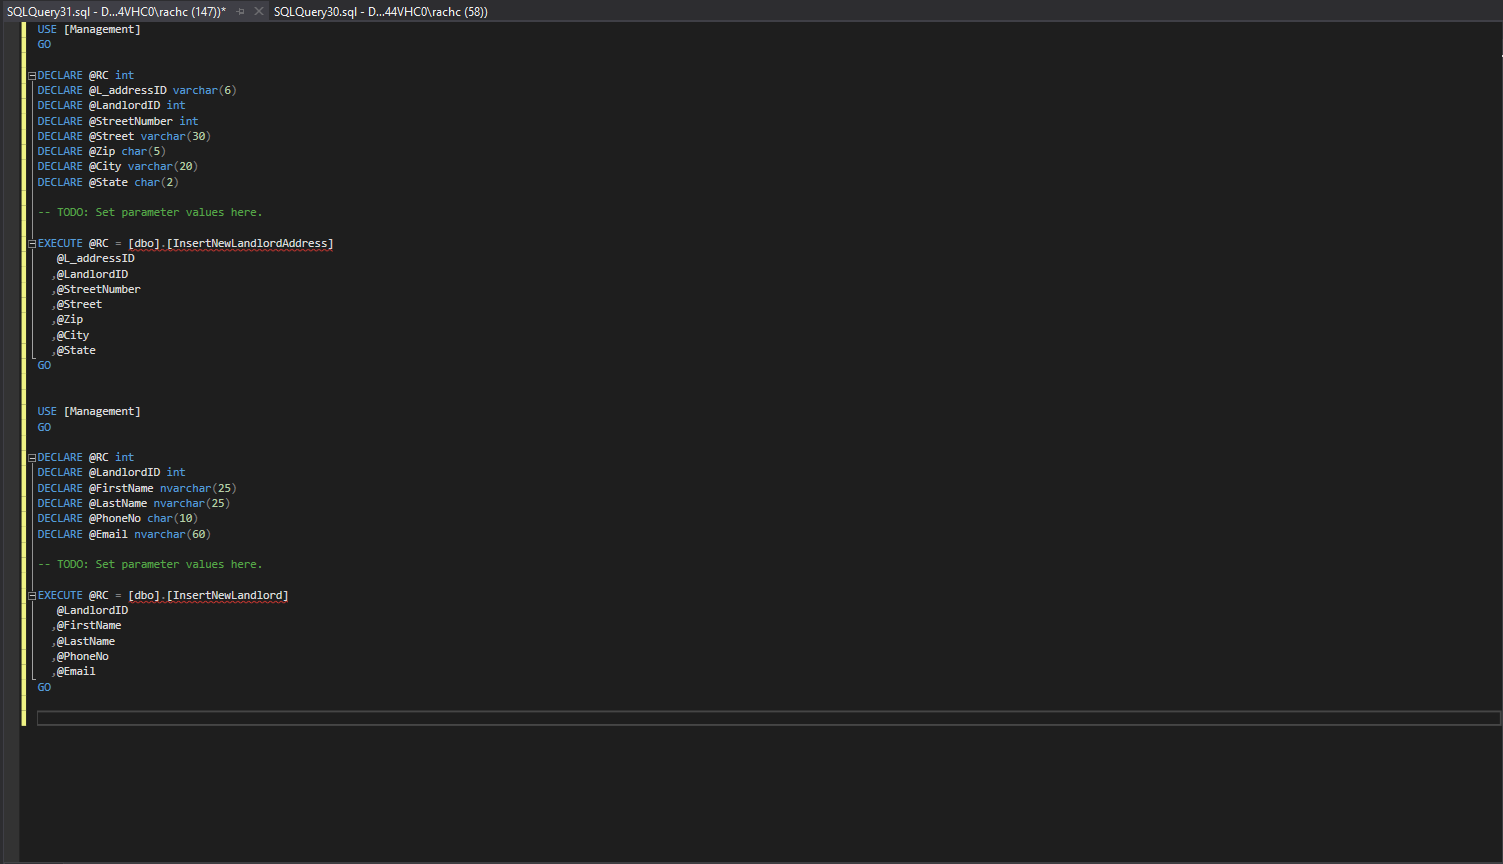 SQLQuery31.sql - D...4VHC0\rachc (147))* SQLQuery30.sql - D...44VHC0\rachc (58))
USE [Management]
GO
DECLARE @RC int
DECLARE @L_addressID varchar(6)
DECLARE @LandlordID int
DECLARE @StreetNumber int
DECLARE @Street varchar(30)
DECLARE @Zip char(5)
DECLARE @City varchar(20)
DECLARE @State char(2)
-- TODO: Set parameter values here.
EXECUTE @RC = [dbo].[InsertNewLandlordAddress]
@L_addressID
,@LandlordID
,@StreetNumber
,@Street
,@Zip
,@City
,@State
GO
USE [Management]
GO
DECLARE @RC int
DECLARE @LandlordID int
DECLARE @FirstName nvarchar(25)
DECLARE @LastName nvarchar(25)
DECLARE @PhoneNo char(10)
DECLARE @Email nvarchar(60)
-- TODO: Set parameter values here.
EXECUTE @RC = [dbo].[InsertNewLandlord]
@LandlordID
,@FirstName
,@LastName
,@PhoneNo
,@Email
GO